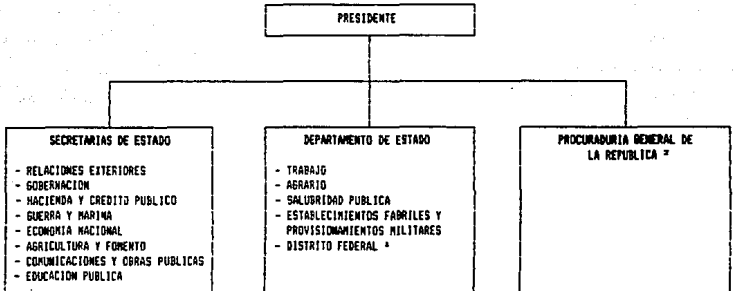 PRESIDENTE
SECRETARIAS DE ESTADO
- RELACIONES EXTERIORES
- GOBERNACION
- HACIENDA Y CREDITO PUBLICO
- GUERRA Y MARINA
- ECONOMIA NACIONAL
- AGRICULTURA Y FOMENTO
- COMUNICACIONES Y OBRAS PUBLICAS
- EDUCACION PUBLICA
DEPARTAMENTO DE ESTADO
- TRABAJO
- AGRARIO
- SALUBRIDAD PUBLICA
- ESTABLECIMIENTOS FABRILES Y
PROVISIONAMIENTOS MILITARES
- DISTRITO FEDERAL
PROCURADURIA GENERAL DE
LA REPUBLICA